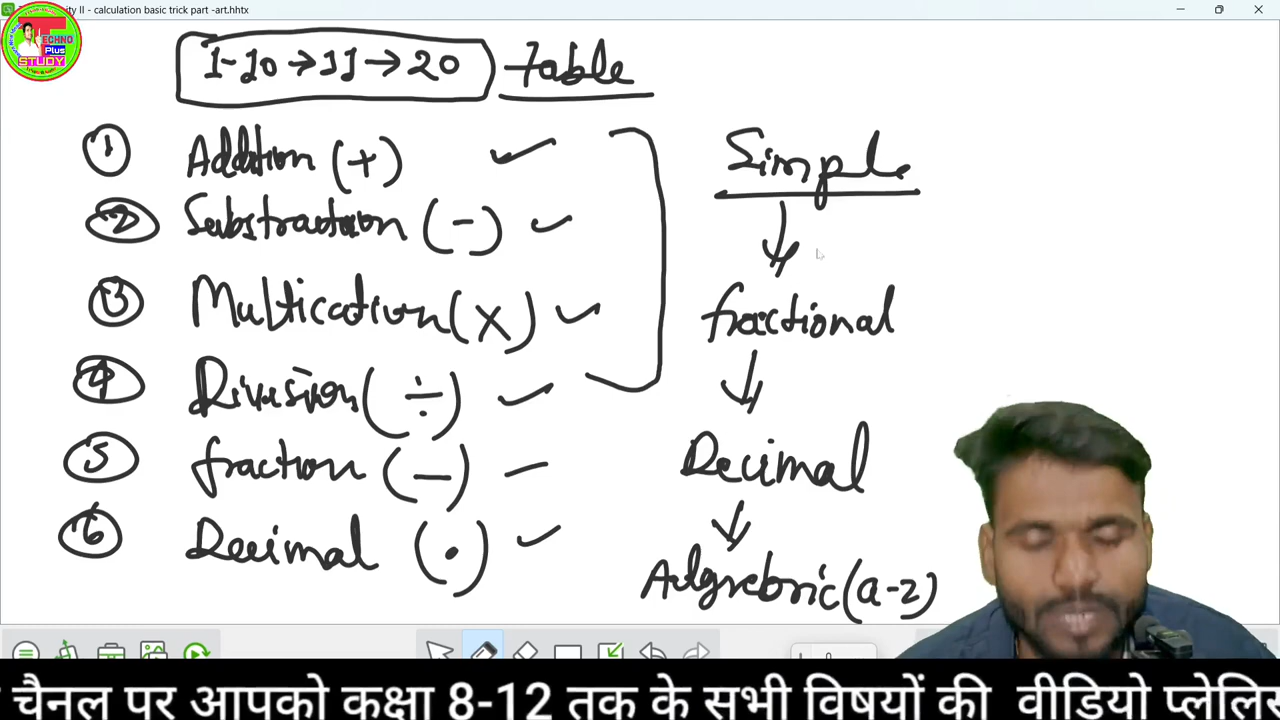 ity II - calculation basic trick part -art.hhtx
TECHNO
Plus
STUDY
1-10 → 11 → 20 Table
1 Addition (+) ✓
2 Substraction (-) ✓
3 Multication (×) ✓
4 Division (÷) ✓
5 fraction (—) –
6 Decimal (•) ✓
Simple
↓
fractional
↓
Decimal
↓
Adgrebric (a-z)
चैनल पर आपको कक्षा 8-12 तक के सभी विषयों की वीडियो प्लेलिस